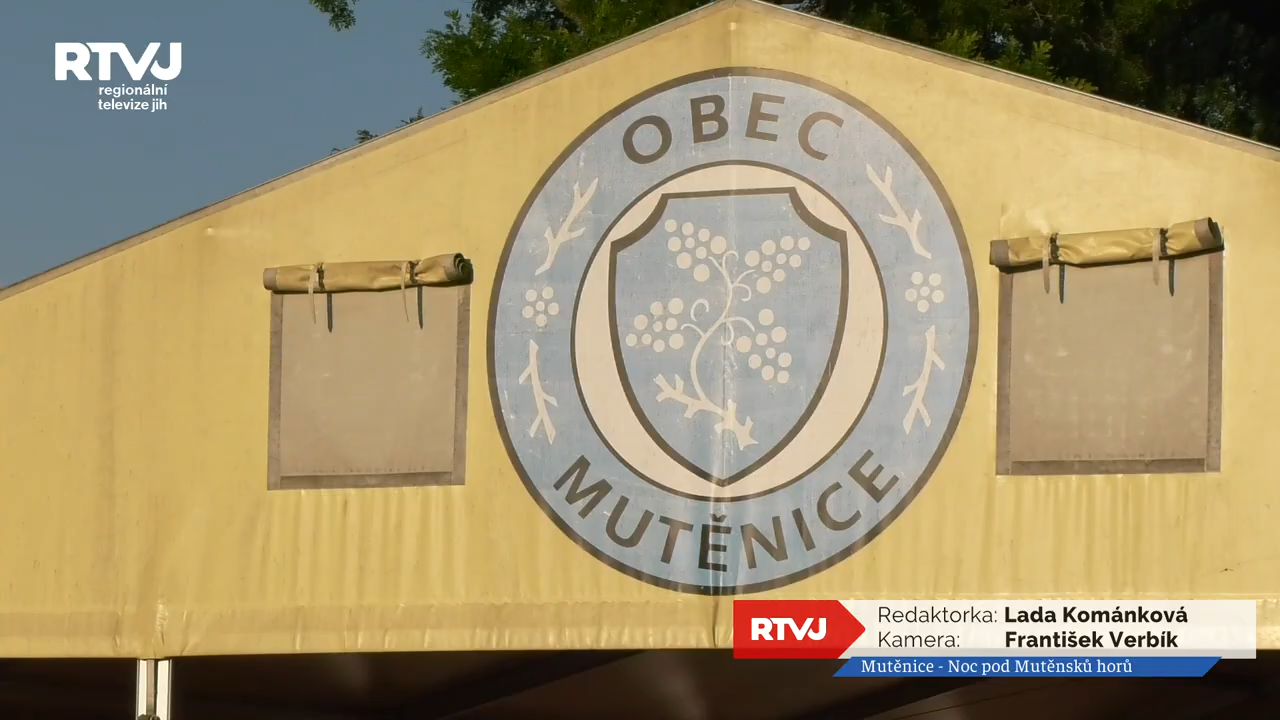 RTVJ
regionální
televize jih
OBEC
MUTĚNICE
RTVJ
Redaktorka: Lada Kománková
Kamera: František Verbík
Mutěnice - Noc pod Mutěnsků horů